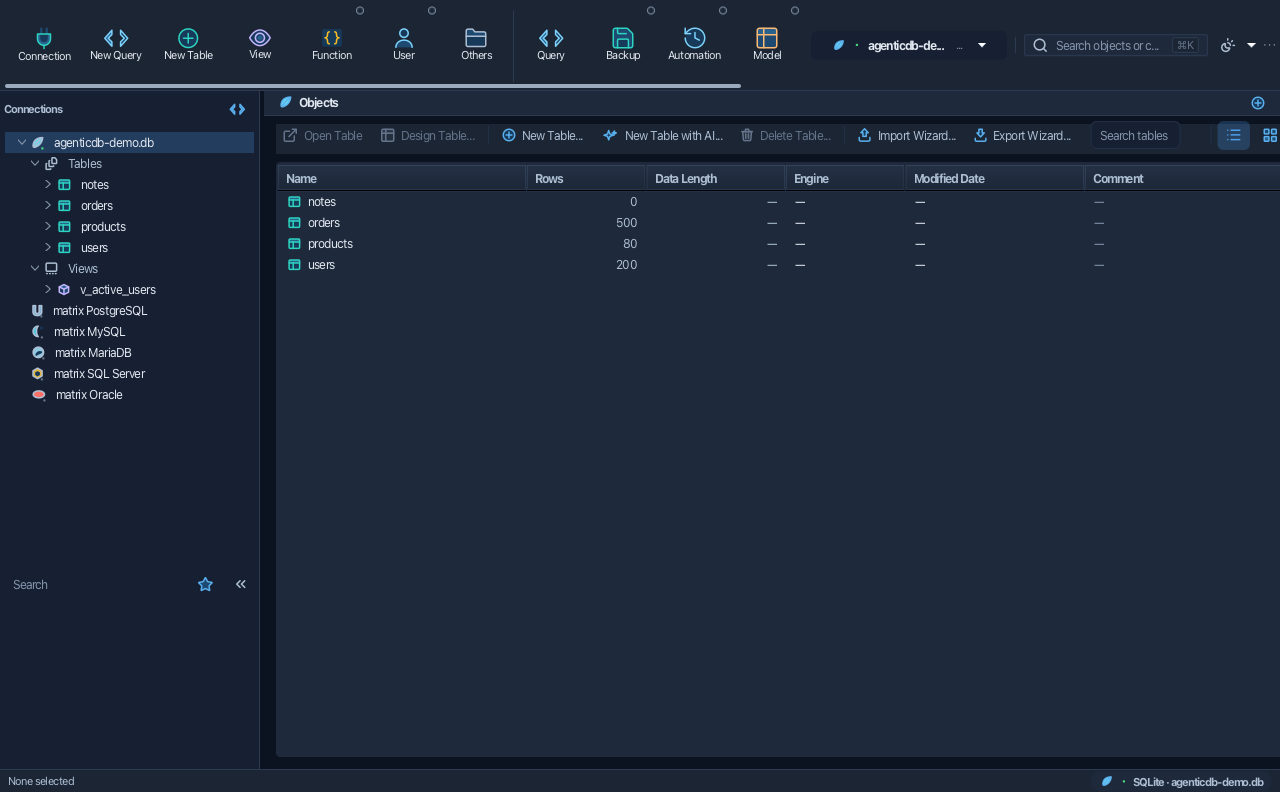 Connection
New Query
New Table
View
Function
User
Others
Query
Backup
Automation
Model
agenticdb-de... ...
Search objects or c... ⌘K
Connections
Objects
agenticdb-demo.db
Tables
notes
orders
products
users
Views
v_active_users
matrix PostgreSQL
matrix MySQL
matrix MariaDB
matrix SQL Server
matrix Oracle
Search
Open Table
Design Table...
New Table...
New Table with AI...
Delete Table...
Import Wizard...
Export Wizard...
Search tables
Name Rows Data Length Engine Modified Date Comment
notes 0 — — — —
orders 500 — — — —
products 80 — — — —
users 200 — — — —
None selected
SQLite · agenticdb-demo.db